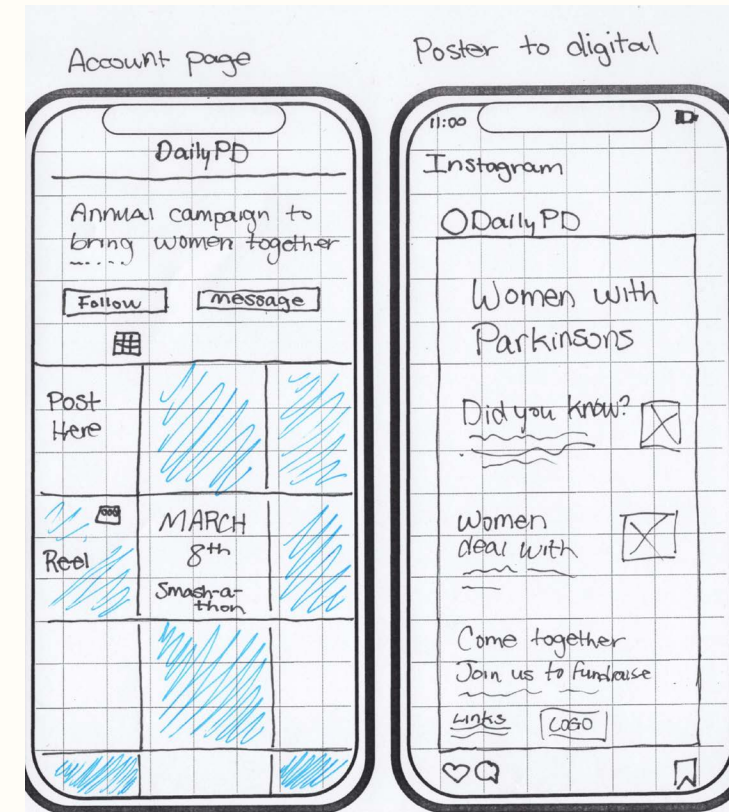 Account page
DailyPD
Annual campaign to
bring women together
Follow
message
Post
Here
Reel
MARCH
8th
Smash-a-
thon
Poster to digital
11:00
Instagram
DailyPD
Women with
Parkinsons
Did you know?
Women
deal with
Come together
Join us to fundraise
Links
LOGO